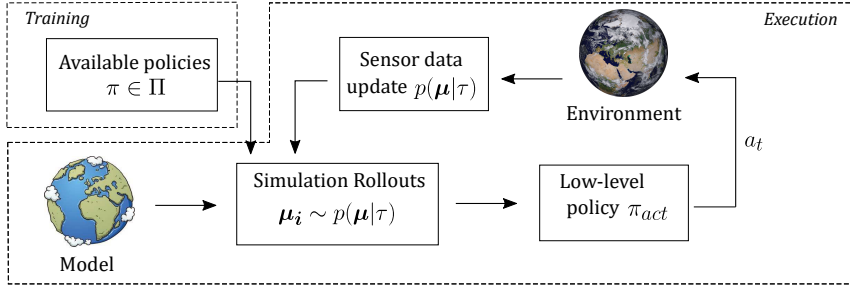 Training
Execution
Available policies
π ∈ Π
Sensor data
update p(μ|τ)
Environment
a_t
Simulation Rollouts
μ_i ∼ p(μ|τ)
Low-level
policy π_act
Model